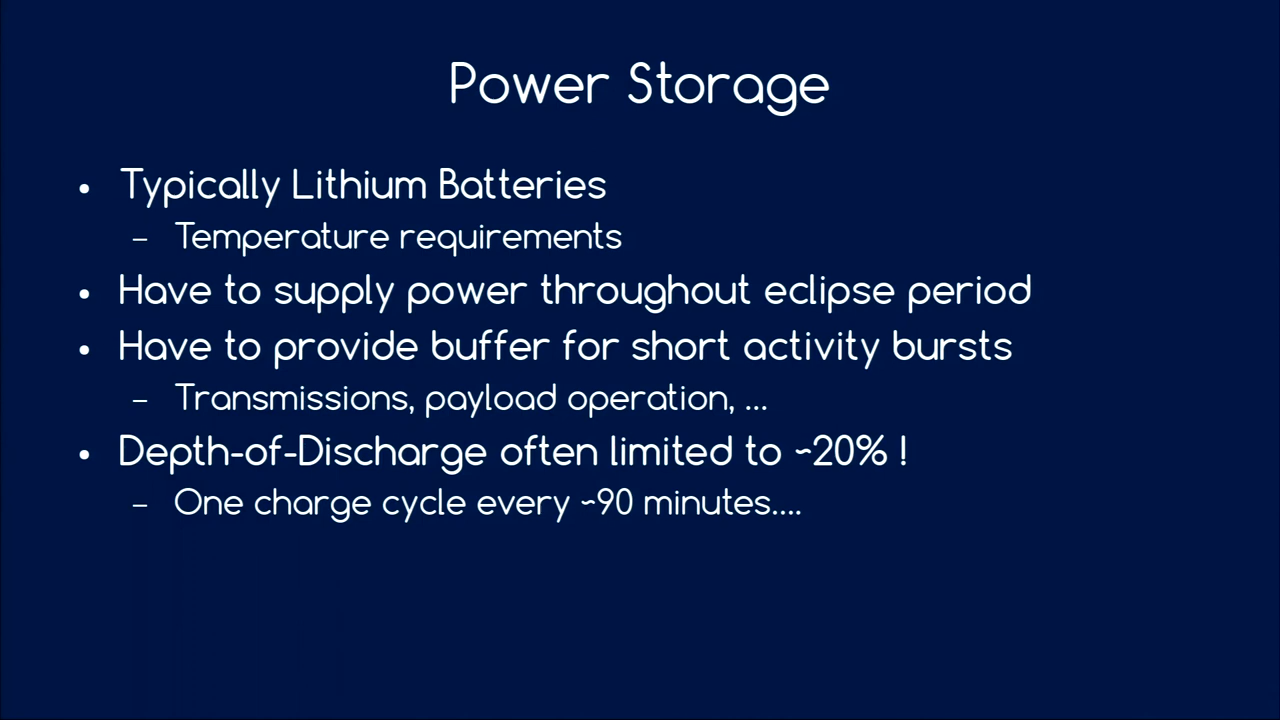 Power Storage
• Typically Lithium Batteries
– Temperature requirements
• Have to supply power throughout eclipse period
• Have to provide buffer for short activity bursts
– Transmissions, payload operation, ...
• Depth-of-Discharge often limited to ~20% !
– One charge cycle every ~90 minutes....